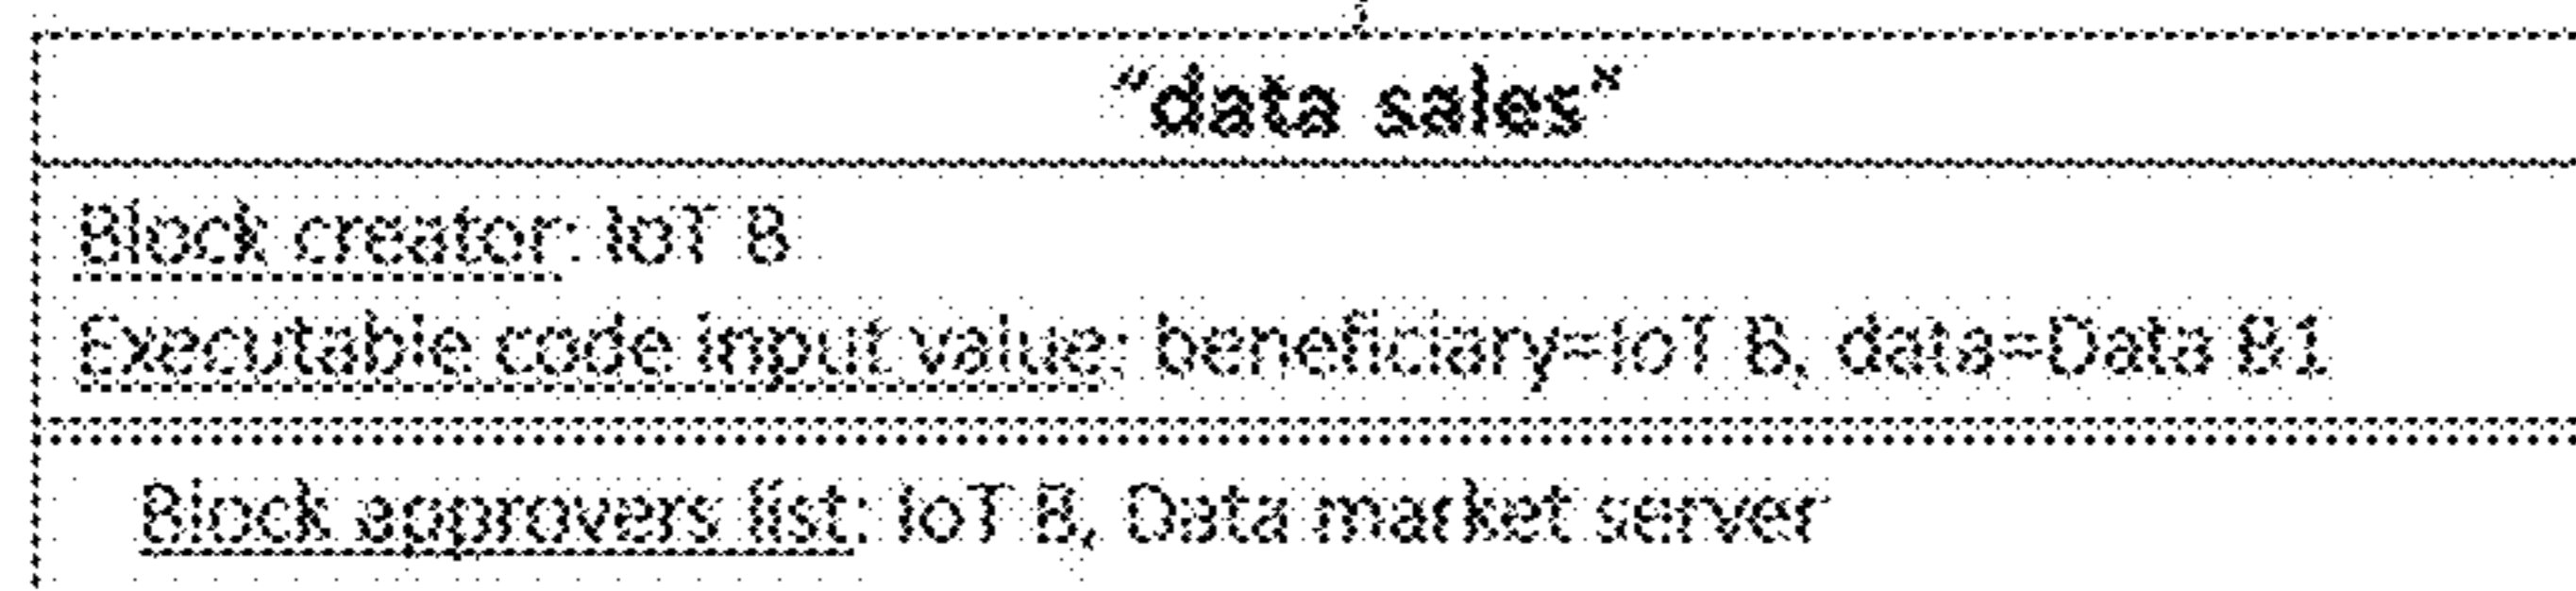 “data sales”
Block creator: IoT B
Executable code input value: beneficiary=IoT B, data=Data B1
Block approvers list: IoT B, Data market server